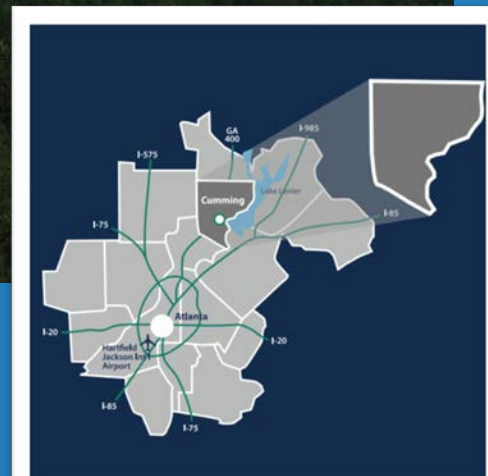 GA
400
I-985
I-575
Lake Lanier
Cumming
I-85
I-75
Atlanta
I-20
I-20
Hartfield
Jackson Int'l
Airport
I-85
I-75